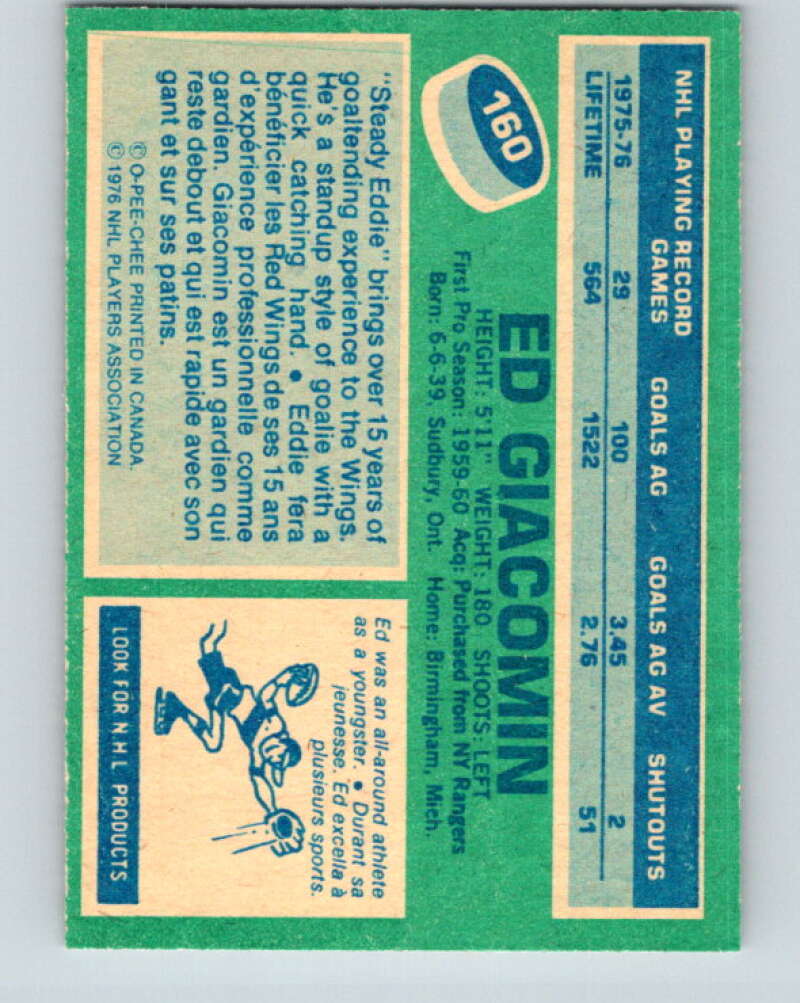 NHL PLAYING RECORD
GAMES GOALS AG GOALS AG AV SHUTOUTS
1975-76 29 100 3.45 2
LIFETIME 564 1522 2.76 51
160
ED GIACOMIN
HEIGHT: 5'11" WEIGHT: 180 SHOOTS: LEFT
First Pro Season: 1959-60 Acq: Purchased from NY Rangers
Born: 6-6-39, Sudbury, Ont. Home: Birmingham, Mich.
"Steady Eddie" brings over 15 years of
goaltending experience to the Wings.
He's a standup style of goalie with a
quick catching hand. • Eddie fera
bénéficier les Red Wings de ses 15 ans
d'expérience professionnelle comme
gardien. Giacomin est un gardien qui
reste debout et qui est rapide avec son
gant et sur ses patins.
© O-PEE-CHEE PRINTED IN CANADA.
© 1976 NHL PLAYERS ASSOCIATION
Ed was an all-around athlete
as a youngster. • Durant sa
jeunesse, Ed excella à
plusieurs sports.
LOOK FOR NHL PRODUCTS